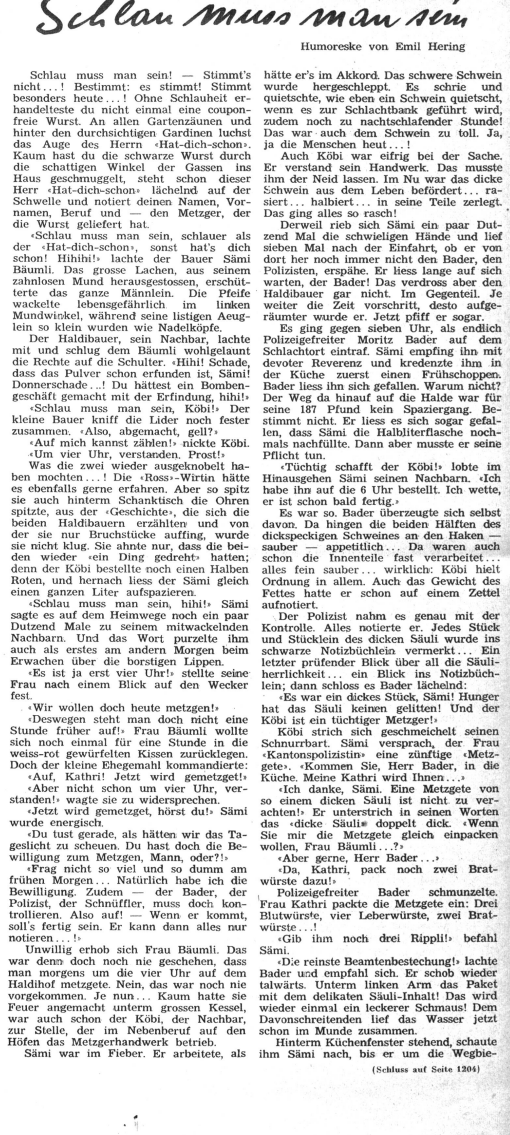 Schlau muss man sein
Humoreske von Emil Hering
Schlau muss man sein! — Stimmt's
nicht...! Bestimmt: es stimmt! Stimmt
besonders heute...! Ohne Schlauheit er-
handeltest du nicht einmal eine coupon-
freie Wurst. An allen Gartenzäunen und
hinter den durchsichtigen Gardinen luchst
das Auge des Herrn «Hat-dich-schon».
Kaum hast du die schwarze Wurst durch
die schattigen Winkel der Gassen ins
Haus geschmuggelt, steht schon dieser
Herr «Hat-dich-schon» lächelnd auf der
Schwelle und notiert deinen Namen, Vor-
namen, Beruf und — den Metzger, der
die Wurst geliefert hat.
«Schlau muss man sein, schlauer als
der «Hat-dich-schon», sonst hat's dich
schon! Hihihi!» lachte der Bauer Sämi
Bäumli. Das grosse Lachen, aus seinem
zahnlosen Mund herausgestossen, erschüt-
terte das ganze Männlein. Die Pfeife
wackelte lebensgefährlich im linken
Mundwinkel, während seine listigen Aeug-
lein so klein wurden wie Nadelköpfe.
Der Haldibauer, sein Nachbar, lachte
mit und schlug dem Bäumli wohlgelaunt
die Rechte auf die Schulter. «Hihi! Schade,
dass das Pulver schon erfunden ist, Sämi!
Donnerschade...! Du hättest ein Bomben-
geschäft gemacht mit der Erfindung, hihi!»
«Schlau muss man sein, Köbi!» Der
kleine Bauer kniff die Lider noch fester
zusammen. «Also, abgemacht, gell?»
«Auf mich kannst zählen!» nickte Köbi.
«Um vier Uhr, verstanden. Prost!»
Was die zwei wieder ausgeknobelt ha-
ben mochten...! Die «Ross»-Wirtin hätte
es ebenfalls gerne erfahren. Aber so spitz
sie auch hinterm Schanktisch die Ohren
spitzte, aus der «Geschichte», die sich die
beiden Haldibauern erzählten und von
der sie nur Bruchstücke auffing, wurde
sie nicht klug. Sie ahnte nur, dass die bei-
den wieder «ein Ding gedreht» hatten;
denn der Köbi bestellte noch einen Halben
Roten, und hernach liess der Sämi gleich
einen ganzen Liter aufspazieren.
«Schlau muss man sein, hihi!» Sämi
sagte es auf dem Heimwege noch ein paar
Dutzend Male zu seinem mitwackelnden
Nachbarn. Und das Wort purzelte ihm
auch als erstes am andern Morgen beim
Erwachen über die borstigen Lippen.
«Es ist ja erst vier Uhr!» stellte seine
Frau nach einem Blick auf den Wecker
fest.
«Wir wollen doch heute metzgen!»
«Deswegen steht man doch nicht eine
Stunde früher auf!» Frau Bäumli wollte
sich noch einmal für eine Stunde in die
weiss-rot gewürfelten Kissen zurücklegen.
Doch der kleine Ehegemahl kommandierte:
«Auf, Kathri! Jetzt wird gemetzget!»
«Aber nicht schon um vier Uhr, ver-
standen!» wagte sie zu widersprechen.
«Jetzt wird gemetzget, hörst du!» Sämi
wurde energisch.
«Du tust gerade, als hätten wir das Ta-
geslicht zu scheuen. Du hast doch die Be-
willigung zum Metzgen, Mann, oder?!»
«Frag nicht so viel und so dumm am
frühen Morgen... Natürlich habe ich die
Bewilligung. Zudem — der Bader, der
Polizist, der Schnüffler, muss doch kon-
trollieren. Also auf! — Wenn er kommt,
soll's fertig sein. Er kann dann alles nur
notieren...!»
Unwillig erhob sich Frau Bäumli. Das
war denn doch noch nie geschehen, dass
man morgens um die vier Uhr auf dem
Haldihof metzgete. Nein, das war noch nie
vorgekommen. Je nun... Kaum hatte sie
Feuer angemacht unterm grossen Kessel,
war auch schon der Köbi, der Nachbar,
zur Stelle, der im Nebenberuf auf den
Höfen das Metzgerhandwerk betrieb.
Sämi war im Fieber. Er arbeitete, als
hätte er's im Akkord. Das schwere Schwein
wurde hergeschleppt. Es schrie und
quietschte, wie eben ein Schwein quietscht,
wenn es zur Schlachtbank geführt wird,
zudem noch zu nachtschlafender Stunde!
Das war auch dem Schwein zu toll. Ja,
ja die Menschen heut...!
Auch Köbi war eifrig bei der Sache.
Er verstand sein Handwerk. Das musste
ihm der Neid lassen. Im Nu war das dicke
Schwein aus dem Leben befördert... ra-
siert... halbiert... in seine Teile zerlegt.
Das ging alles so rasch!
Derweil rieb sich Sämi ein paar Dut-
zend Mal die schwieligen Hände und lief
sieben Mal nach der Einfahrt, ob er von
dort her noch immer nicht den Bader, den
Polizisten, erspähe. Er liess lange auf sich
warten, der Bader! Das verdross aber den
Haldibauer gar nicht. Im Gegenteil. Je
weiter die Zeit vorschritt, desto aufge-
räumter wurde er. Jetzt pfiff er sogar.
Es ging gegen sieben Uhr, als endlich
Polizeigefreiter Moritz Bader auf dem
Schlachtort eintraf. Sämi empfing ihn mit
devoter Reverenz und kredenzte ihm in
der Küche zuerst einen Frühschoppen.
Bader liess ihn sich gefallen. Warum nicht?
Der Weg da hinauf auf die Halde war für
seine 187 Pfund kein Spaziergang. Be-
stimmt nicht. Er liess es sich sogar gefal-
len, dass Sämi die Halbliterflasche noch-
mals nachfüllte. Dann aber musste er seine
Pflicht tun.
«Tüchtig schafft der Köbi!» lobte im
Hinausgehen Sämi seinen Nachbarn. «Ich
habe ihn auf die 6 Uhr bestellt. Ich wette,
er ist schon bald fertig.»
Es war so. Bader überzeugte sich selbst
davon. Da hingen die beiden Hälften des
dickspeckigen Schweines an den Haken —
sauber — appetitlich... Da waren auch
schon die Innenteile fast verarbeitet...
alles fein sauber... wirklich: Köbi hielt
Ordnung in allem. Auch das Gewicht des
Fettes hatte er schon auf einem Zettel
aufnotiert.
Der Polizist nahm es genau mit der
Kontrolle. Alles notierte er. Jedes Stück
und Stücklein des dicken Säuli wurde ins
schwarze Notizbüchlein vermerkt... Ein
letzter prüfender Blick über all die Säuli-
herrlichkeit... ein Blick ins Notizbüch-
lein; dann schloss es Bader lächelnd:
«Es war ein dickes Stück, Sämi! Hunger
hat das Säuli keinen gelitten! Und der
Köbi ist ein tüchtiger Metzger!»
Köbi strich sich geschmeichelt seinen
Schnurrbart. Sämi versprach, der Frau
«Kantonspolizistin» eine zünftige «Metz-
gete». «Kommen Sie, Herr Bader, in die
Küche. Meine Kathri wird Ihnen...»
«Ich danke, Sämi. Eine Metzgete von
so einem dicken Säuli ist nicht zu ver-
achten!» Er unterstrich in seinen Worten
das «dicke Säuli» doppelt dick. «Wenn
Sie mir die Metzgete gleich einpacken
wollen, Frau Bäumli...?»
«Aber gerne, Herr Bader...»
«Da, Kathri, pack noch zwei Brat-
würste dazu!»
Polizeigefreiter Bader schmunzelte.
Frau Kathri packte die Metzgete ein: Drei
Blutwürste, vier Leberwürste, zwei Brat-
würste...!
«Gib ihm noch drei Rippli!» befahl
Sämi.
«Die reinste Beamtenbestechung!» lachte
Bader und empfahl sich. Er schob wieder
talwärts. Unterm linken Arm das Paket
mit dem delikaten Säuli-Inhalt! Das wird
wieder einmal ein leckerer Schmaus! Dem
Davonschreitenden lief das Wasser jetzt
schon im Munde zusammen.
Hinterm Küchenfenster stehend, schaute
ihm Sämi nach, bis er um die Wegbie-
(Schluss auf Seite 1204)